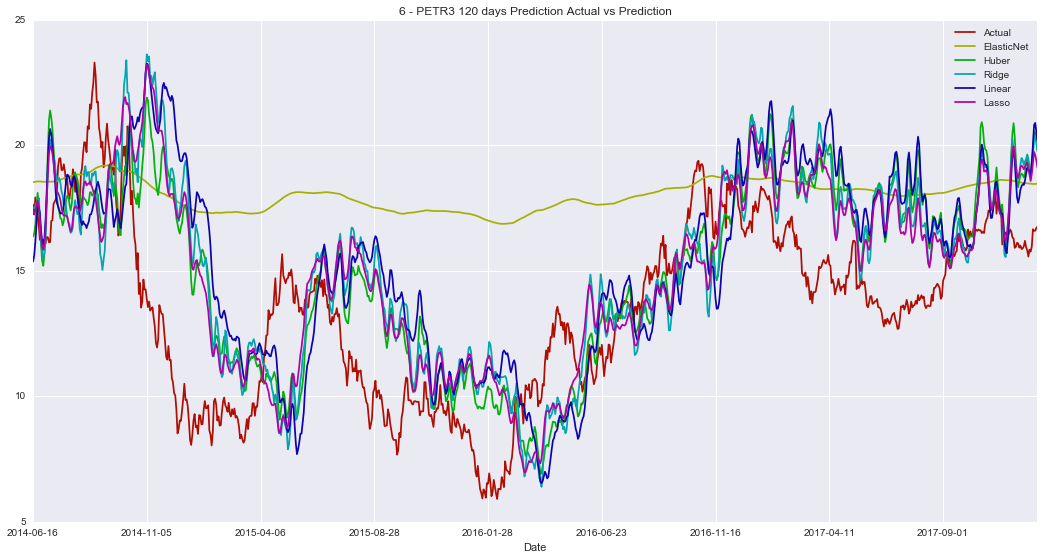 6 - PETR3 120 days Prediction Actual vs Prediction
25
20
15
10
5
Actual
ElasticNet
Huber
Ridge
Linear
Lasso
2014-06-16 2014-11-05 2015-04-06 2015-08-28 2016-01-28 2016-06-23 2016-11-16 2017-04-11 2017-09-01
Date